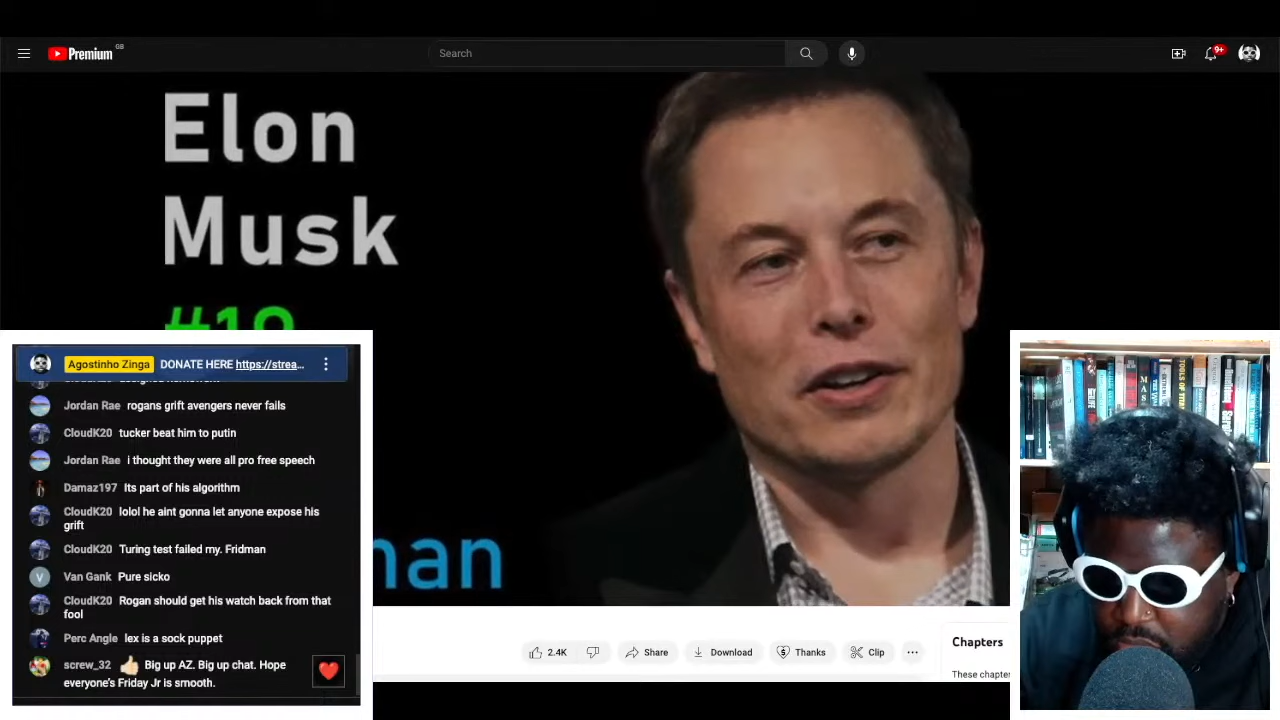 Premium GB
Search
9+
Elon
Musk
#19
man
Agostinho Zinga DONATE HERE https://strea...
Jordan Rae rogans grift avengers never fails
CloudK20 tucker beat him to putin
Jordan Rae i thought they were all pro free speech
Damaz197 Its part of his algorithm
CloudK20 lolol he aint gonna let anyone expose his
grift
CloudK20 Turing test failed my. Fridman
V Van Gank Pure sicko
CloudK20 Rogan should get his watch back from that
fool
Perc Angle lex is a sock puppet
screw_32 👍🏻 Big up AZ. Big up chat. Hope
everyone's Friday Jr is smooth.
2.4K Share Download Thanks Clip
Chapters
These chapter